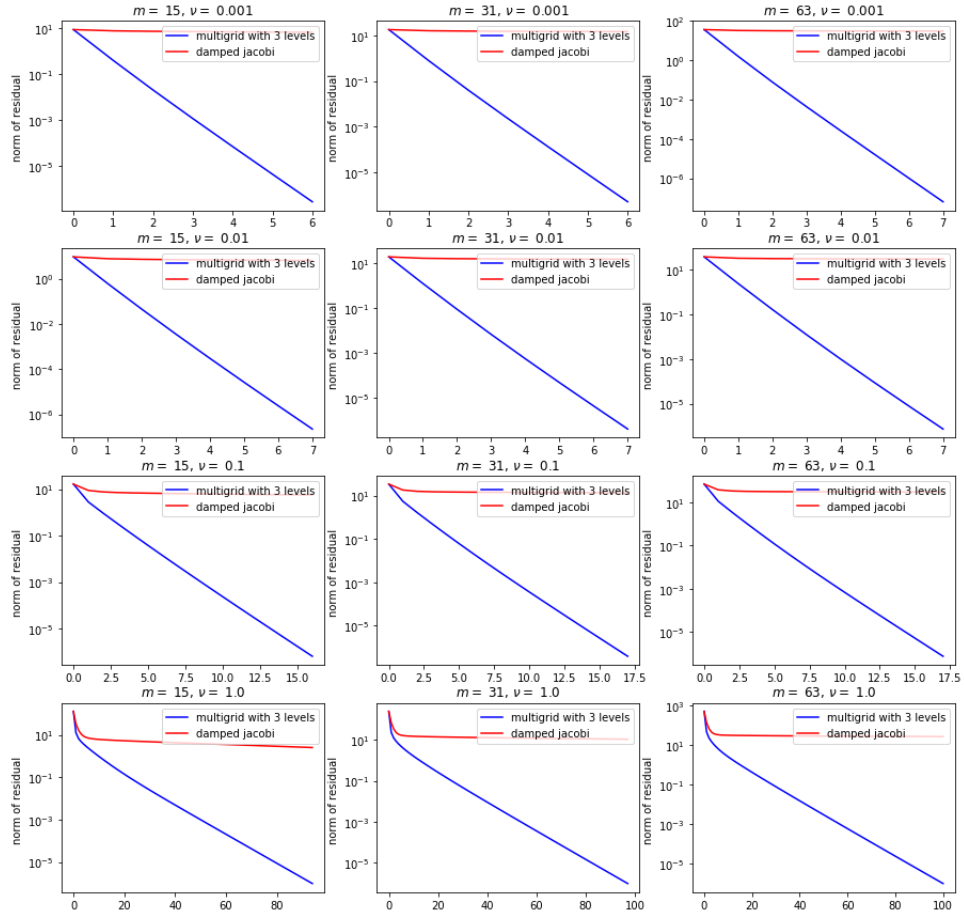 m = 15, ν = 0.001
norm of residual
10^1
10^-1
10^-3
10^-5
multigrid with 3 levels
damped jacobi
0 1 2 3 4 5 6
m = 31, ν = 0.001
norm of residual
10^1
10^-1
10^-3
10^-5
multigrid with 3 levels
damped jacobi
0 1 2 3 4 5 6
m = 63, ν = 0.001
norm of residual
10^2
10^0
10^-2
10^-4
10^-6
multigrid with 3 levels
damped jacobi
0 1 2 3 4 5 6 7
m = 15, ν = 0.01
norm of residual
10^0
10^-2
10^-4
10^-6
multigrid with 3 levels
damped jacobi
0 1 2 3 4 5 6 7
m = 31, ν = 0.01
norm of residual
10^1
10^-1
10^-3
10^-5
multigrid with 3 levels
damped jacobi
0 1 2 3 4 5 6 7
m = 63, ν = 0.01
norm of residual
10^1
10^-1
10^-3
10^-5
multigrid with 3 levels
damped jacobi
0 1 2 3 4 5 6 7
m = 15, ν = 0.1
norm of residual
10^1
10^-1
10^-3
10^-5
multigrid with 3 levels
damped jacobi
0.0 2.5 5.0 7.5 10.0 12.5 15.0
m = 31, ν = 0.1
norm of residual
10^1
10^-1
10^-3
10^-5
multigrid with 3 levels
damped jacobi
0.0 2.5 5.0 7.5 10.0 12.5 15.0 17.5
m = 63, ν = 0.1
norm of residual
10^1
10^-1
10^-3
10^-5
multigrid with 3 levels
damped jacobi
0.0 2.5 5.0 7.5 10.0 12.5 15.0 17.5
m = 15, ν = 1.0
norm of residual
10^1
10^-1
10^-3
10^-5
multigrid with 3 levels
damped jacobi
0 20 40 60 80
m = 31, ν = 1.0
norm of residual
10^1
10^-1
10^-3
10^-5
multigrid with 3 levels
damped jacobi
0 20 40 60 80 100
m = 63, ν = 1.0
norm of residual
10^3
10^1
10^-1
10^-3
10^-5
multigrid with 3 levels
damped jacobi
0 20 40 60 80 100